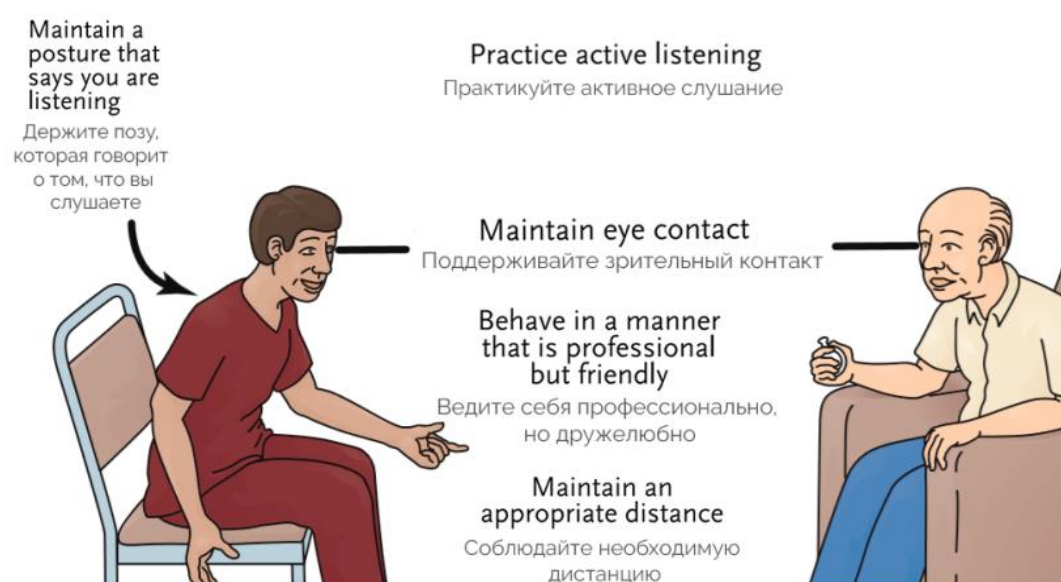 Maintain a
posture that
says you are
listening
Держите позу,
которая говорит
о том, что вы
слушаете
Practice active listening
Практикуйте активное слушание
Maintain eye contact
Поддерживайте зрительный контакт
Behave in a manner
that is professional
but friendly
Ведите себя профессионально,
но дружелюбно
Maintain an
appropriate distance
Соблюдайте необходимую
дистанцию